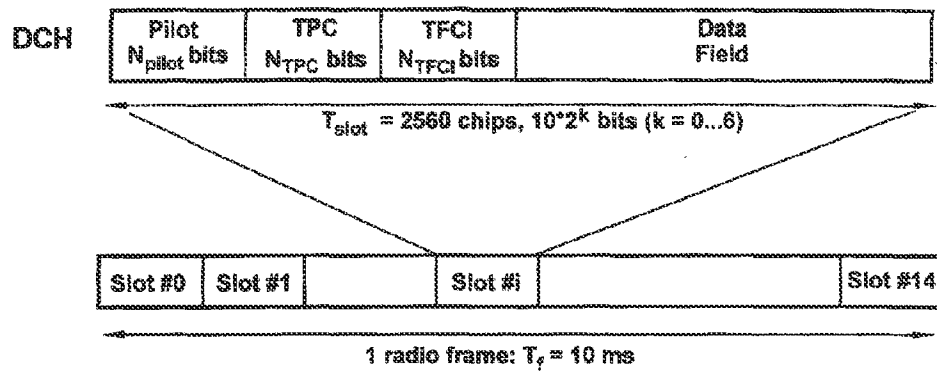 DCH
Pilot
N_pilot bits
TPC
N_TPC bits
TFCI
N_TFCI bits
Data
Field
T_slot = 2560 chips, 10*2^k bits (k = 0...6)
Slot #0 Slot #1 Slot #i Slot #14
1 radio frame: T_f = 10 ms